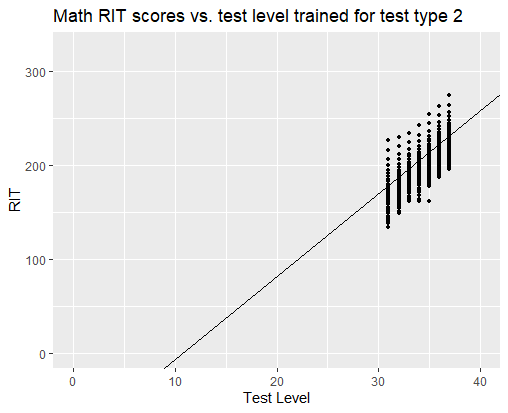 Math RIT scores vs. test level trained for test type 2
300
200
100
0
RIT
0 10 20 30 40
Test Level